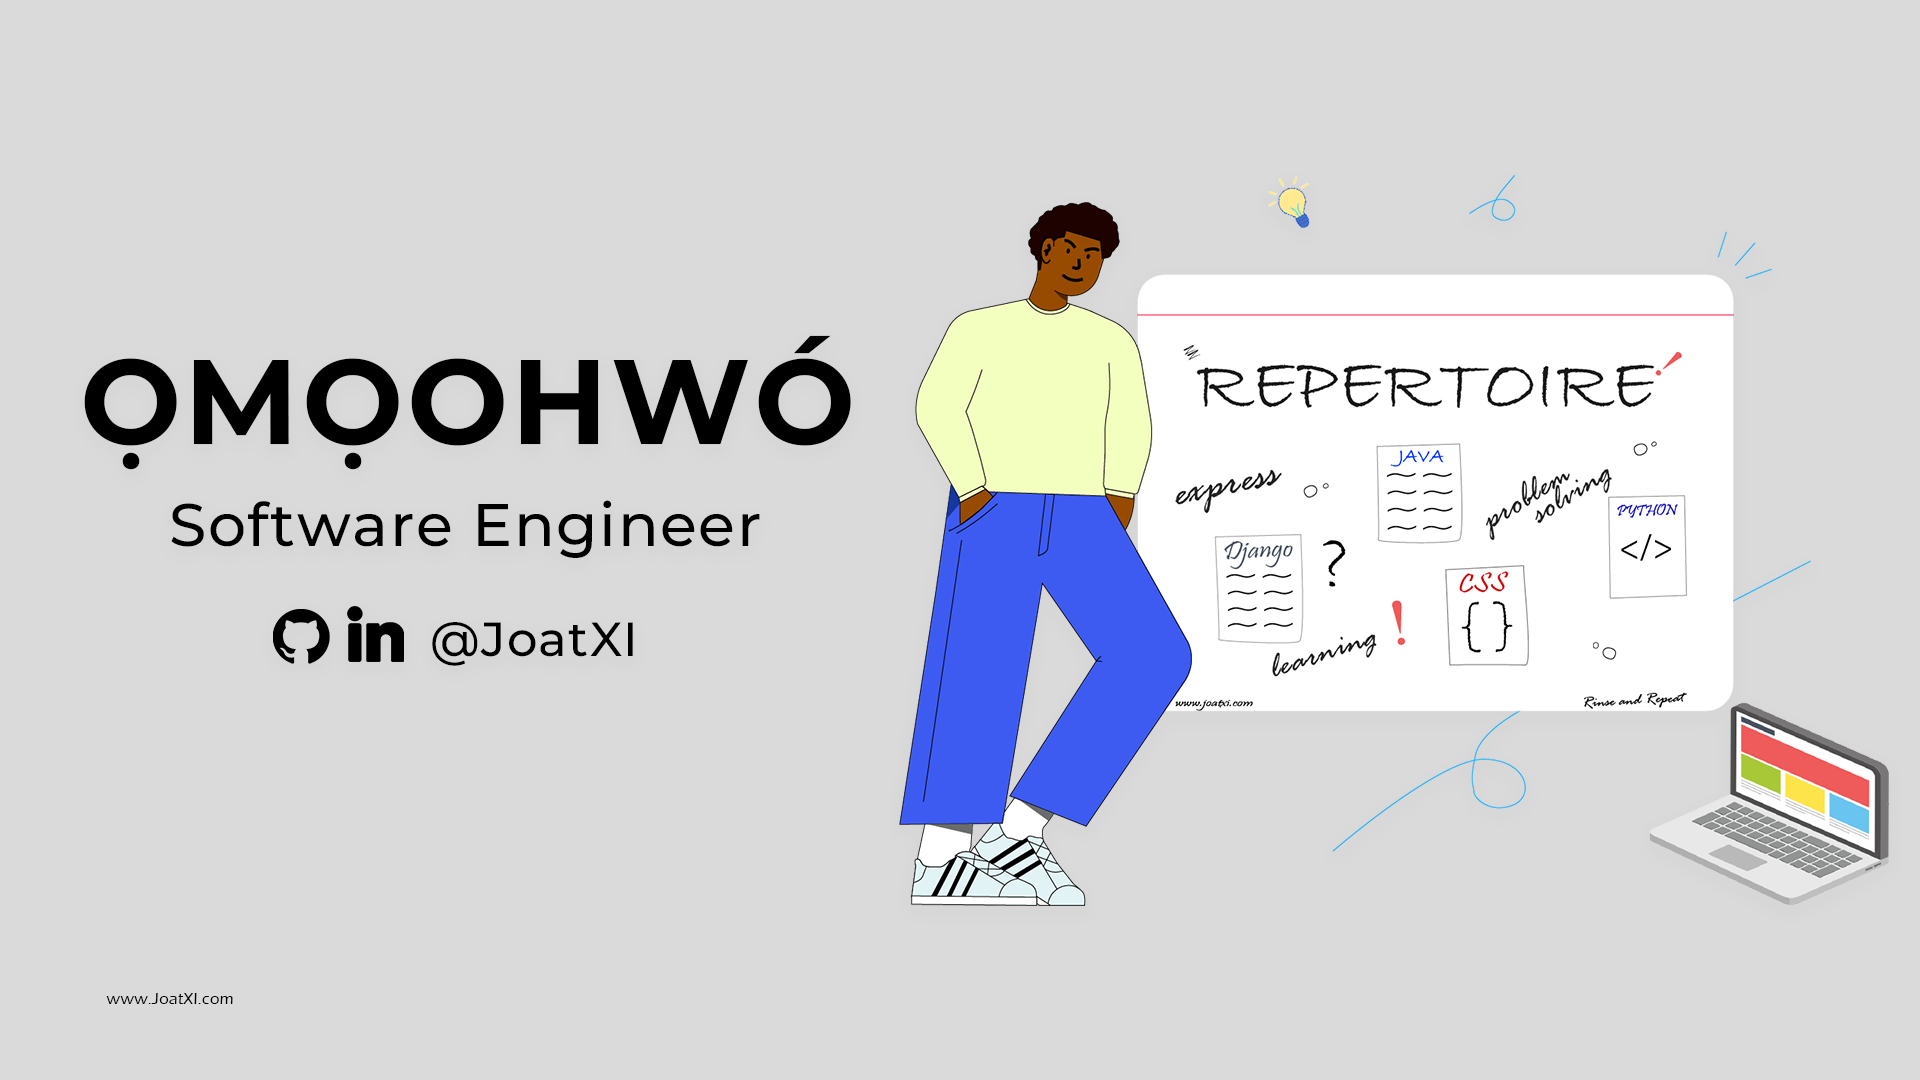 ỌMỌOHWÓ
Software Engineer
in @JoatXI
www.JoatXI.com
REPERTOIRE!
express
JAVA
problem
solving
PYTHON
</>
Django
?
CSS
{ }
learning !
www.joatxi.com
Rinse and Repeat